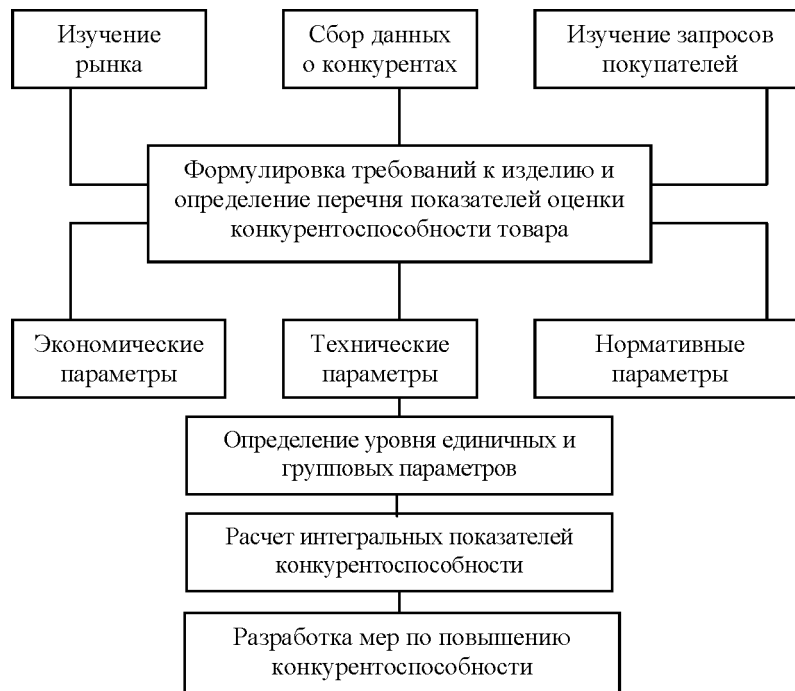 Изучение
рынка
Сбор данных
о конкурентах
Изучение запросов
покупателей
Формулировка требований к изделию и
определение перечня показателей оценки
конкурентоспособности товара
Экономические
параметры
Технические
параметры
Нормативные
параметры
Определение уровня единичных и
групповых параметров
Расчет интегральных показателей
конкурентоспособности
Разработка мер по повышению
конкурентоспособности